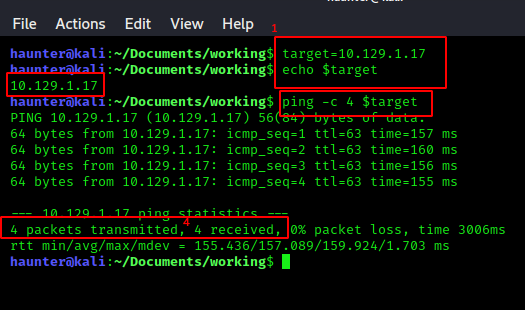 haunter@kali
File Actions Edit View Help
1
haunter@kali:~/Documents/working$ target=10.129.1.17
haunter@kali:~/Documents/working$ echo $target
10.129.1.17
haunter@kali:~/Documents/working$ ping -c 4 $target
PING 10.129.1.17 (10.129.1.17) 56(84) bytes of data.
64 bytes from 10.129.1.17: icmp_seq=1 ttl=63 time=157 ms
64 bytes from 10.129.1.17: icmp_seq=2 ttl=63 time=160 ms
64 bytes from 10.129.1.17: icmp_seq=3 ttl=63 time=156 ms
64 bytes from 10.129.1.17: icmp_seq=4 ttl=63 time=155 ms
--- 10.129.1.17 ping statistics ---
4
4 packets transmitted, 4 received, 0% packet loss, time 3006ms
rtt min/avg/max/mdev = 155.436/157.089/159.924/1.703 ms
haunter@kali:~/Documents/working$